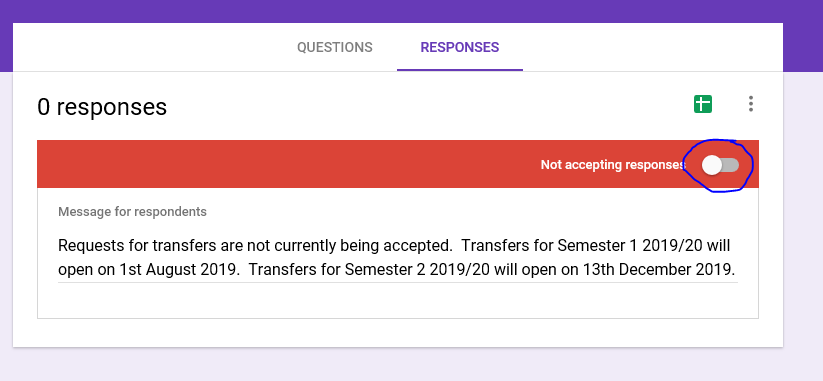 QUESTIONS RESPONSES
0 responses
Not accepting responses
Message for respondents
Requests for transfers are not currently being accepted.  Transfers for Semester 1 2019/20 will
open on 1st August 2019.  Transfers for Semester 2 2019/20 will open on 13th December 2019.